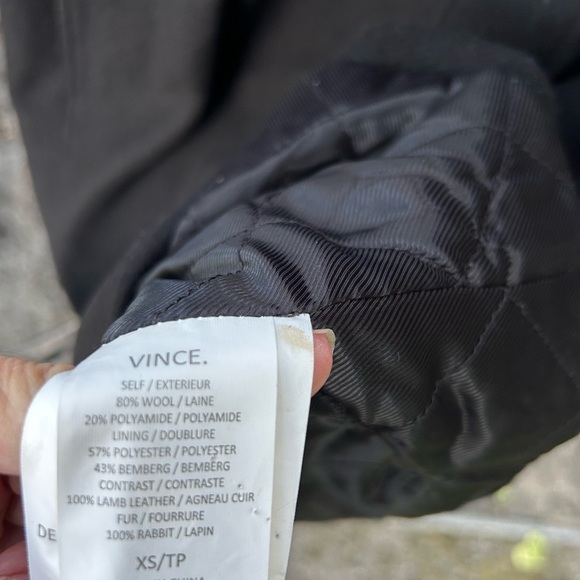 VINCE.
SELF / EXTERIEUR
80% WOOL / LAINE
20% POLYAMIDE / POLYAMIDE
LINING / DOUBLURE
57% POLYESTER / POLYESTER
43% BEMBERG / BEMBERG
CONTRAST / CONTRASTE
100% LAMB LEATHER / AGNEAU CUIR
FUR / FOURRURE
100% RABBIT / LAPIN
XS/TP